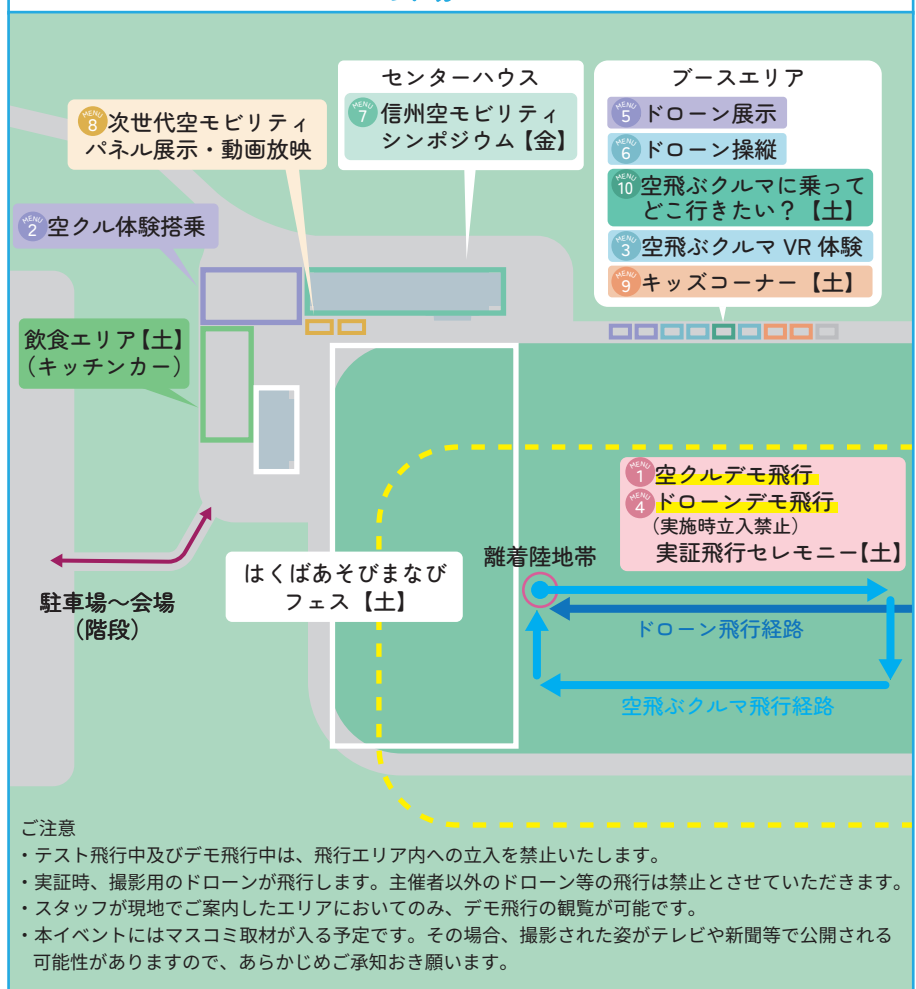 センターハウス
MENU 7 信州空モビリティ
シンポジウム【金】
ブースエリア
MENU 5 ドローン展示
MENU 6 ドローン操縦
MENU 10 空飛ぶクルマに乗って
どこ行きたい？【土】
MENU 3 空飛ぶクルマ VR 体験
MENU 9 キッズコーナー【土】
MENU 8 次世代空モビリティ
パネル展示・動画放映
MENU 2 空クル体験搭乗
飲食エリア【土】
（キッチンカー）
MENU 1 空クルデモ飛行
MENU 4 ドローンデモ飛行
（実施時立入禁止）
実証飛行セレモニー【土】
離着陸地帯
はくばあそびまなび
フェス【土】
駐車場～会場
（階段）
ドローン飛行経路
空飛ぶクルマ飛行経路
ご注意
・テスト飛行中及びデモ飛行中は、飛行エリア内への立入を禁止いたします。
・実証時、撮影用のドローンが飛行します。主催者以外のドローン等の飛行は禁止とさせていただきます。
・スタッフが現地でご案内したエリアにおいてのみ、デモ飛行の観覧が可能です。
・本イベントにはマスコミ取材が入る予定です。その場合、撮影された姿がテレビや新聞等で公開される
可能性がありますので、あらかじめご承知おき願います。